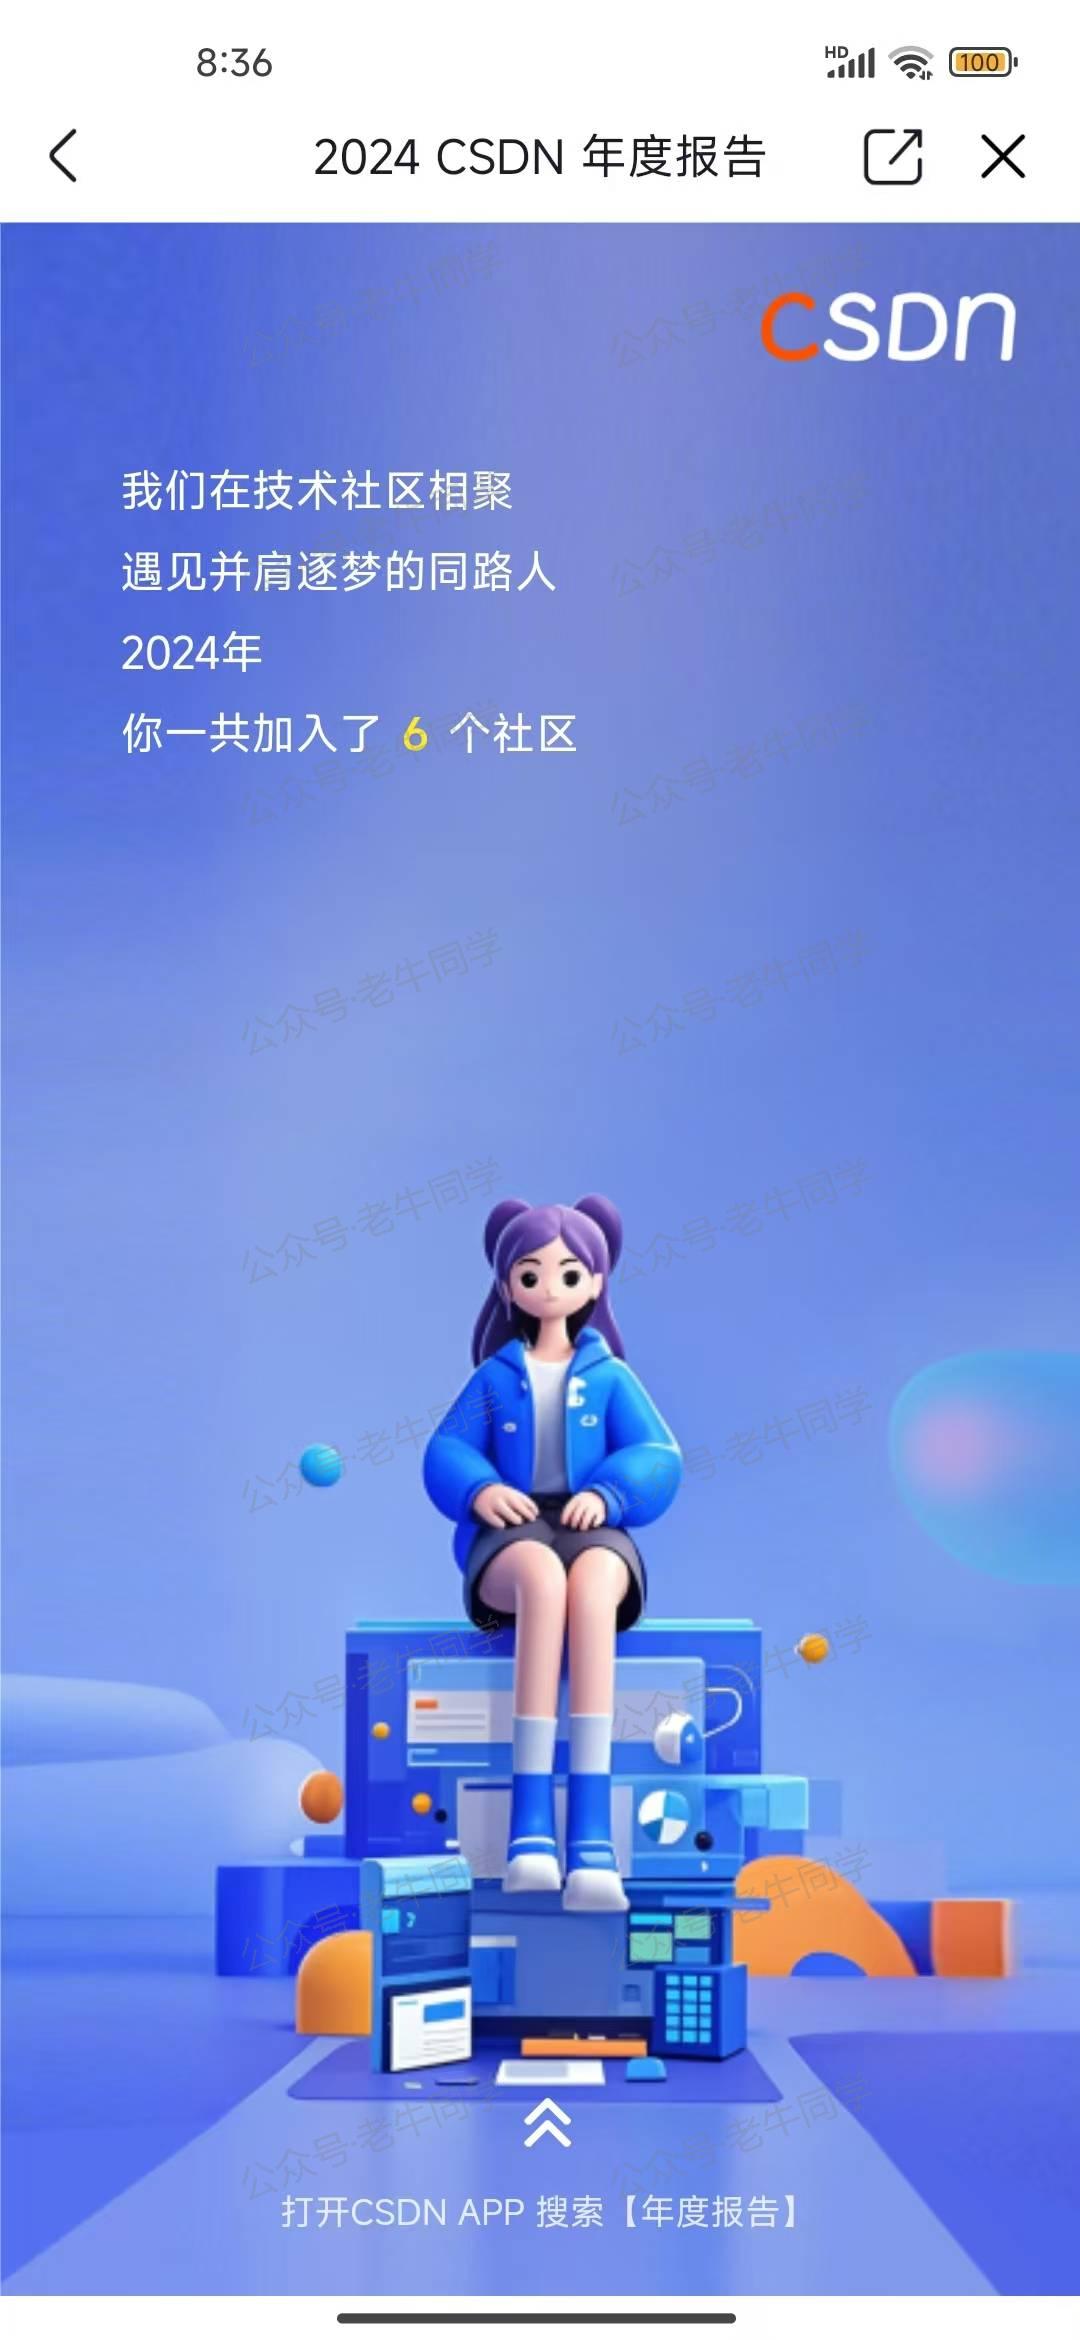 8:36
HD
100
2024 CSDN 年度报告
CSDN
我们在技术社区相聚
遇见并肩逐梦的同路人
2024年
你一共加入了 6 个社区
公众号·老牛同学
打开CSDN APP 搜索【年度报告】